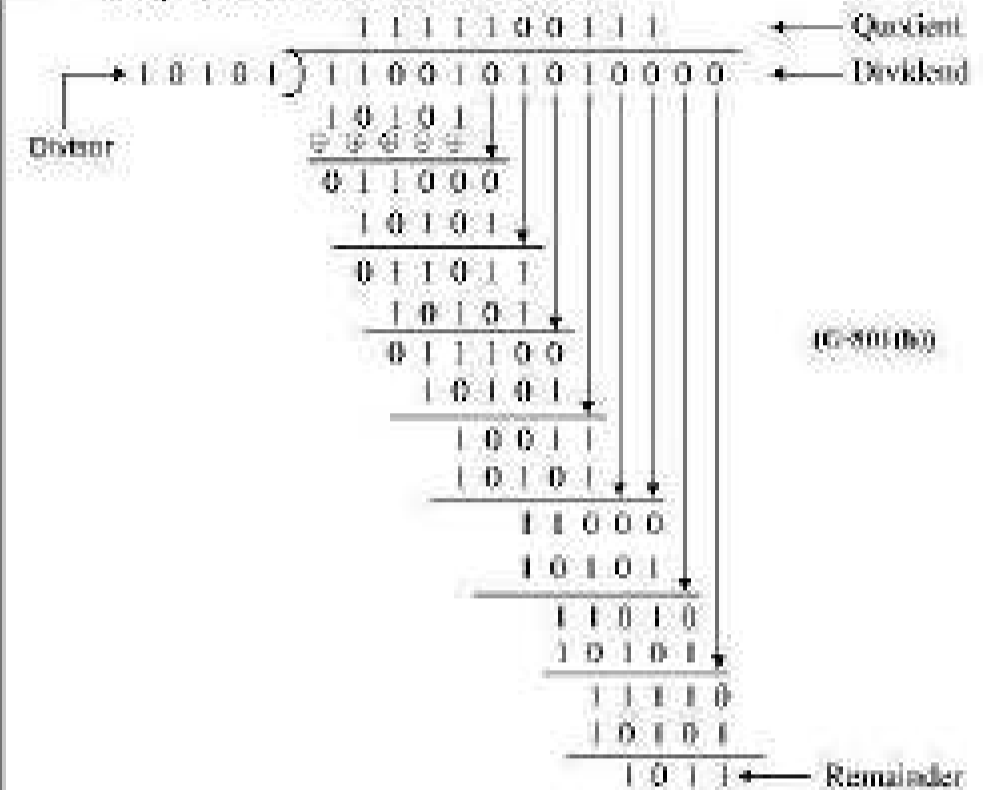 1 1 1 1 1 0 0 1 1 1 Quotient
1 0 1 0 1 ) 1 1 0 0 1 0 1 0 1 0 0 0 0 Dividend
1 0 1 0 1
Divisor
0 1 1 0 0 0
1 0 1 0 1
0 1 1 0 1 1
1 0 1 0 1
0 1 1 1 0 0
1 0 1 0 1
1 0 0 1 1
1 0 1 0 1
1 1 0 0 0
1 0 1 0 1
1 1 0 1 0
1 0 1 0 1
1 1 1 1 0
1 0 1 0 1
1 0 1 1 Remainder